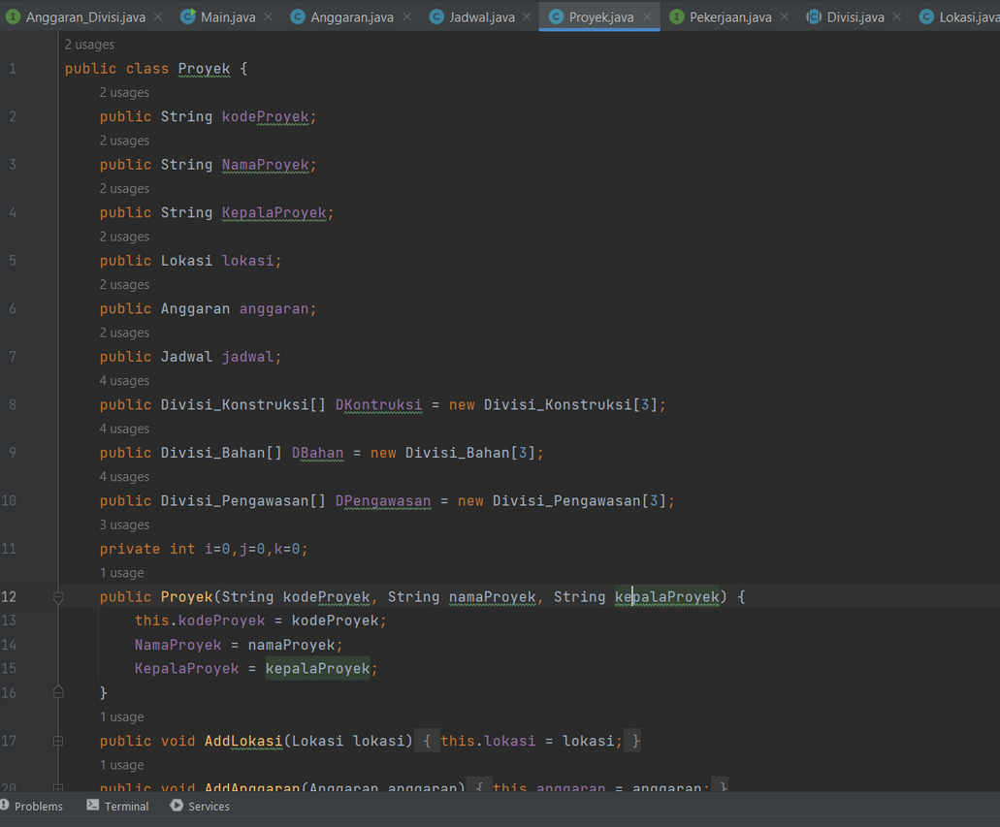 Anggaran_Divisi.java Main.java Anggaran.java Jadwal.java Proyek.java Pekerjaan.java Divisi.java Lokasi.java
2 usages
1 public class Proyek {
2 usages
2 public String kodeProyek;
2 usages
3 public String NamaProyek;
2 usages
4 public String KepalaProyek;
2 usages
5 public Lokasi lokasi;
2 usages
6 public Anggaran anggaran;
2 usages
7 public Jadwal jadwal;
4 usages
8 public Divisi_Konstruksi[] DKontruksi = new Divisi_Konstruksi[3];
4 usages
9 public Divisi_Bahan[] DBahan = new Divisi_Bahan[3];
4 usages
10 public Divisi_Pengawasan[] DPengawasan = new Divisi_Pengawasan[3];
3 usages
11 private int i=0,j=0,k=0;
1 usage
12 public Proyek(String kodeProyek, String namaProyek, String kepalaProyek) {
13 this.kodeProyek = kodeProyek;
14 NamaProyek = namaProyek;
15 KepalaProyek = kepalaProyek;
16 }
1 usage
17 public void AddLokasi(Lokasi lokasi) { this.lokasi = lokasi; }
1 usage
20 public void AddAnggaran(Anggaran anggaran) { this.anggaran = anggaran; }
Problems Terminal Services